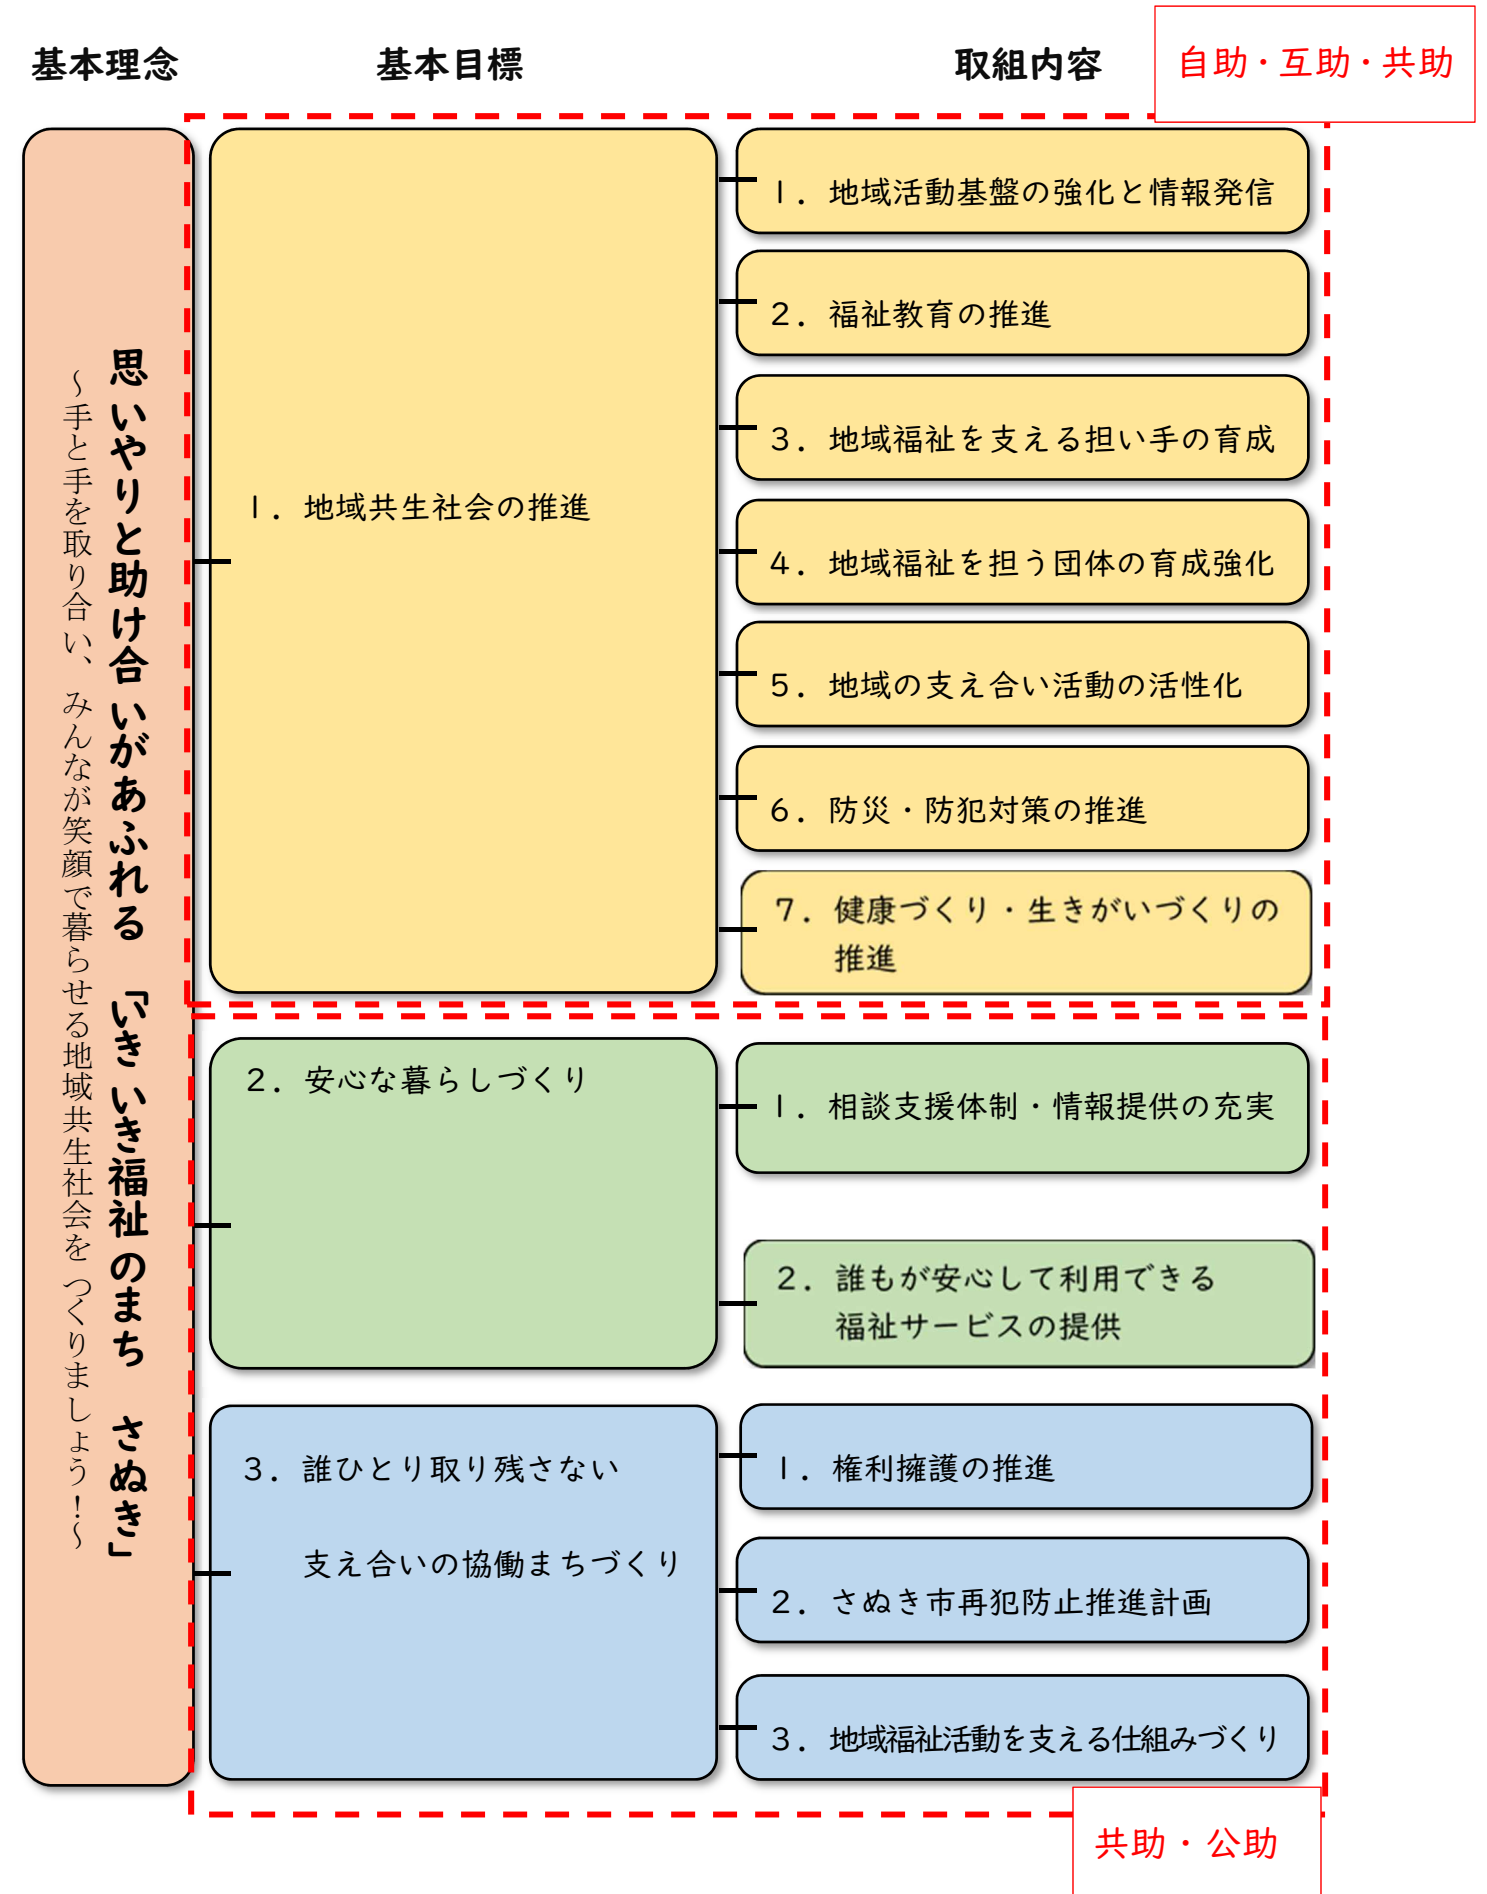 基本理念
基本目標
取組内容
自助・互助・共助
思いやりと助け合いがあふれる　「いきいき福祉のまち　さぬき」
～手と手を取り合い、みんなが笑顔で暮らせる地域共生社会をつくりましょう！～
１．地域共生社会の推進
１．地域活動基盤の強化と情報発信
２．福祉教育の推進
３．地域福祉を支える担い手の育成
４．地域福祉を担う団体の育成強化
５．地域の支え合い活動の活性化
６．防災・防犯対策の推進
７．健康づくり・生きがいづくりの
推進
２．安心な暮らしづくり
１．相談支援体制・情報提供の充実
２．誰もが安心して利用できる
福祉サービスの提供
３．誰ひとり取り残さない
支え合いの協働まちづくり
１．権利擁護の推進
２．さぬき市再犯防止推進計画
３．地域福祉活動を支える仕組みづくり
共助・公助